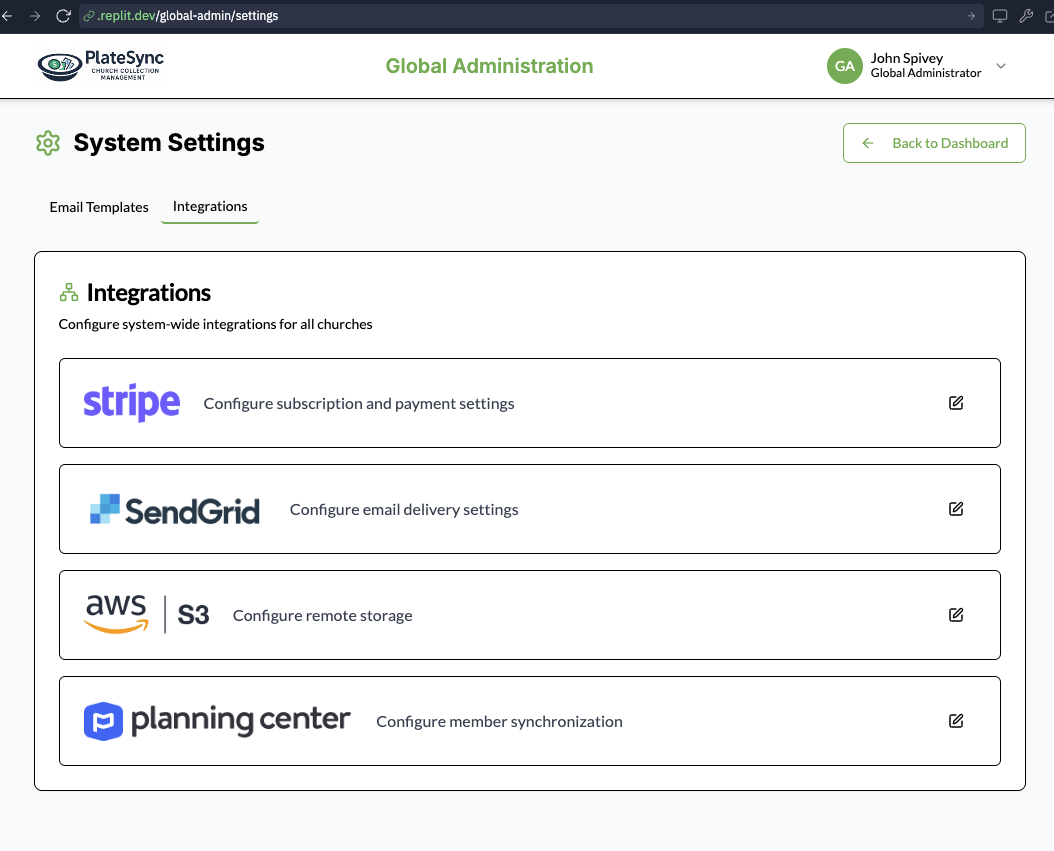 .replit.dev/global-admin/settings
PlateSync
CHURCH COLLECTION
MANAGEMENT
Global Administration
GA
John Spivey
Global Administrator
System Settings
Back to Dashboard
Email Templates
Integrations
Integrations
Configure system-wide integrations for all churches
stripe
Configure subscription and payment settings
SendGrid
Configure email delivery settings
aws | S3
Configure remote storage
planning center
Configure member synchronization